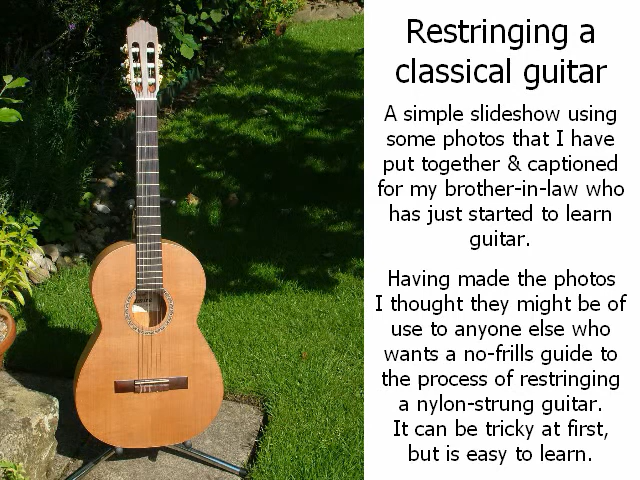 Restringing a
classical guitar
A simple slideshow using
some photos that I have
put together & captioned
for my brother-in-law who
has just started to learn
guitar.
Having made the photos
I thought they might be of
use to anyone else who
wants a no-frills guide to
the process of restringing
a nylon-strung guitar.
It can be tricky at first,
but is easy to learn.